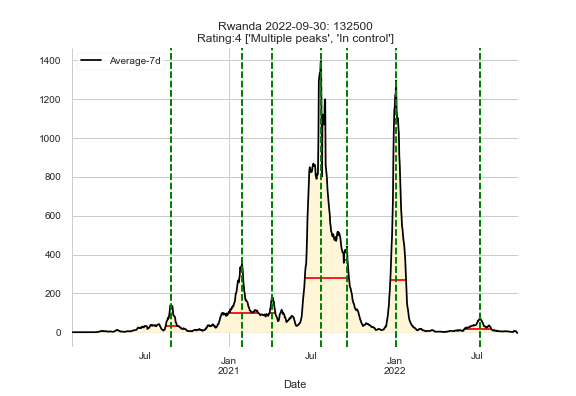 Rwanda 2022-09-30: 132500
Rating:4 ['Multiple peaks', 'In control']
Average-7d
1400
1200
1000
800
600
400
200
0
Jul
Jan
2021
Jul
Jan
2022
Jul
Date